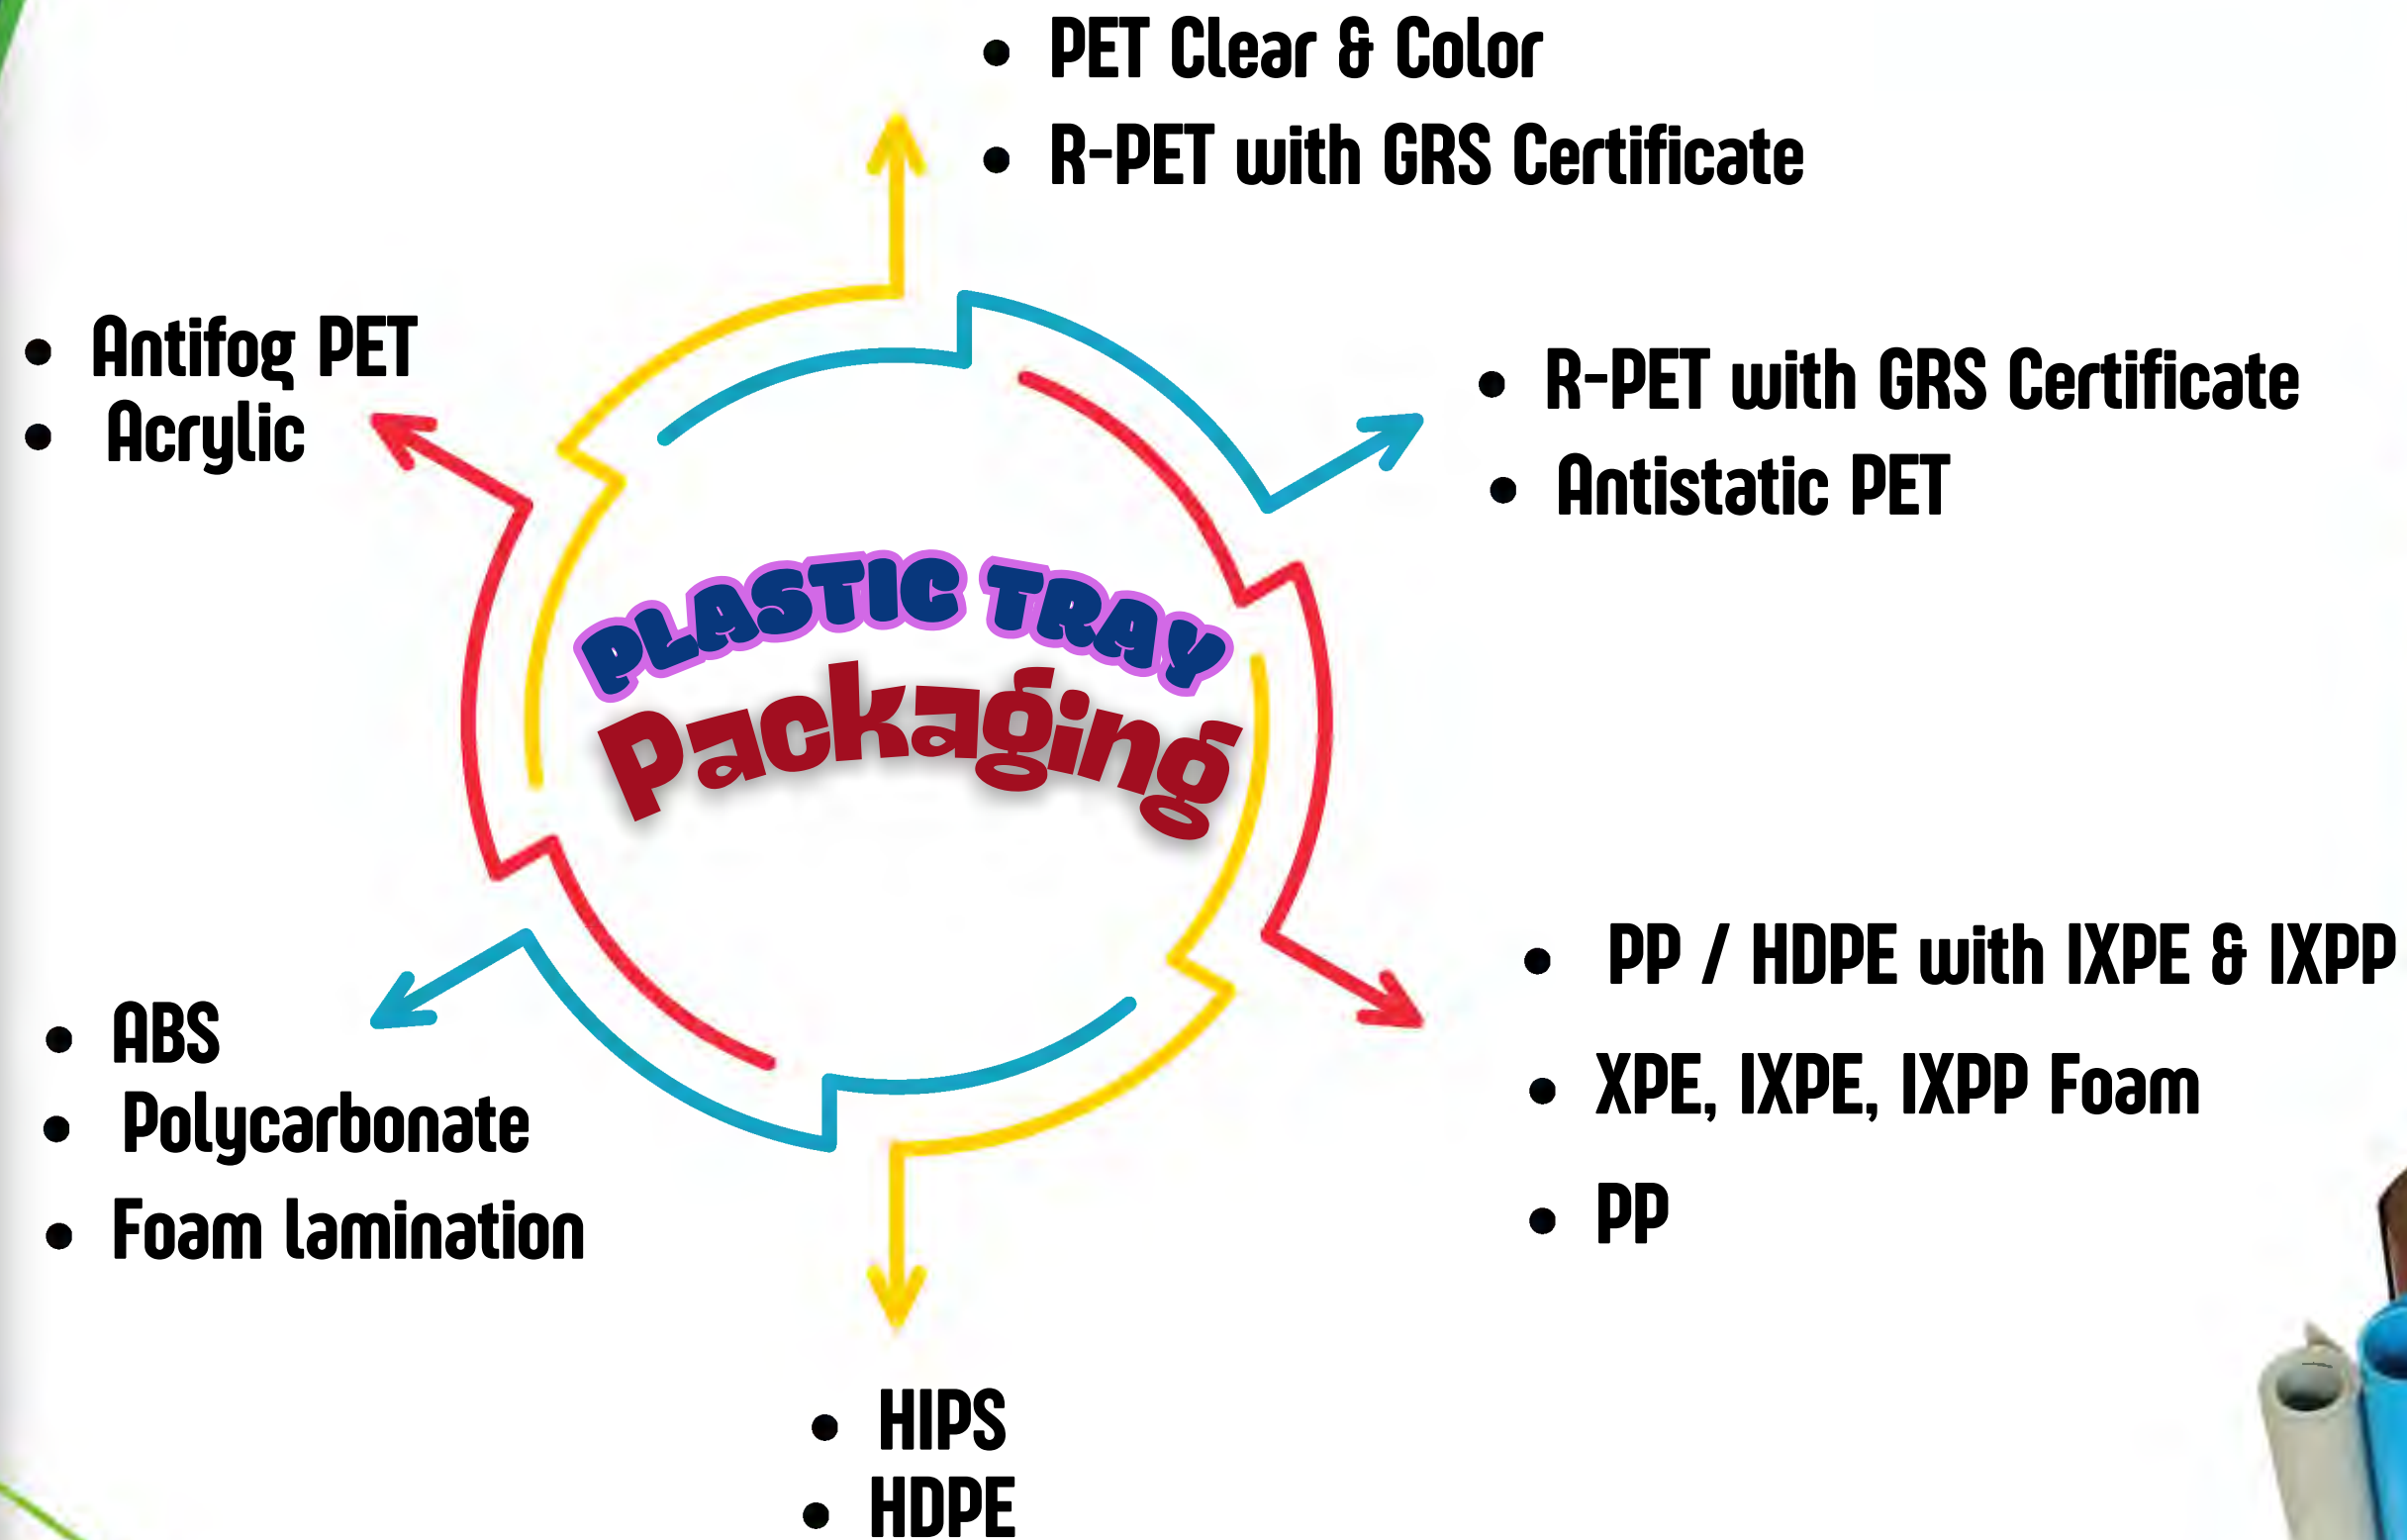 • PET Clear & Color
• R-PET with GRS Certificate
• Antifog PET
• Acrylic
• R-PET with GRS Certificate
• Antistatic PET
PLASTIC TRAY
Packaging
• PP / HDPE with IXPE & IXPP
• XPE, IXPE, IXPP Foam
• PP
• ABS
• Polycarbonate
• Foam lamination
• HIPS
• HDPE